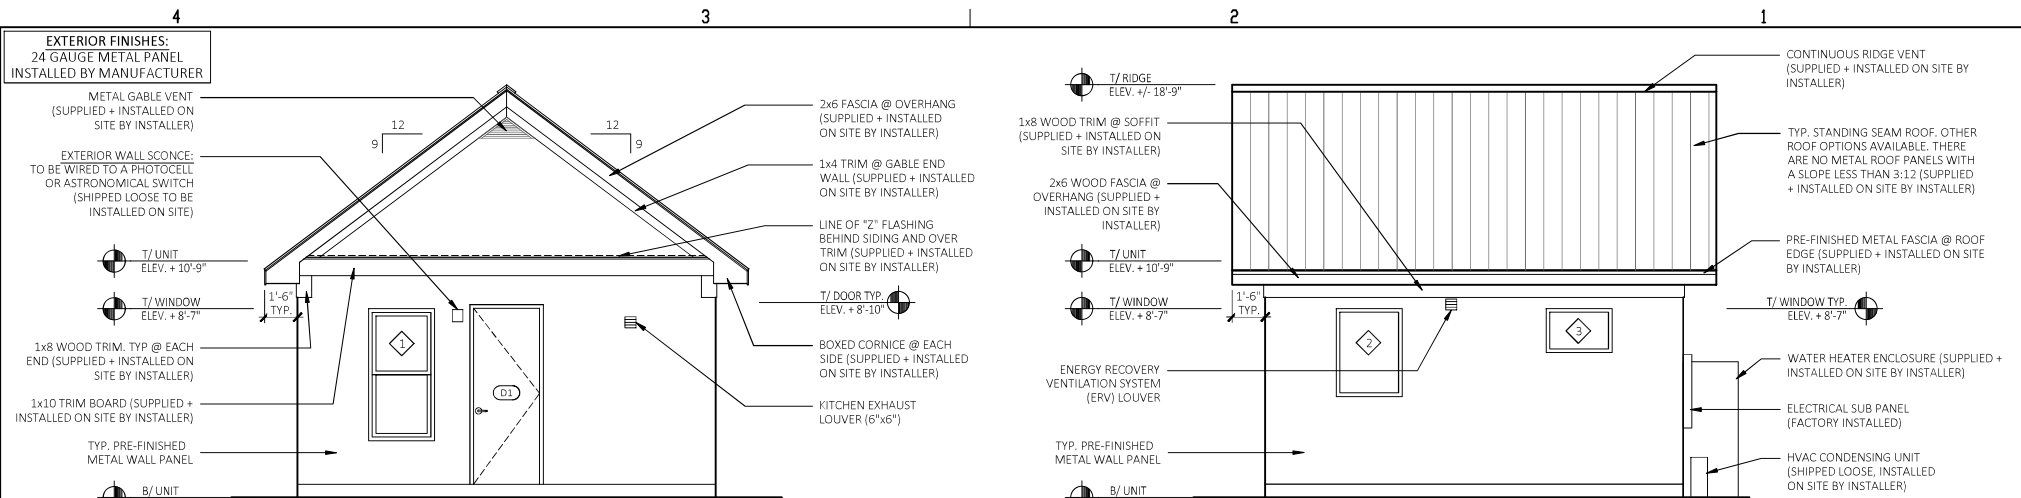 4
3
2
1
EXTERIOR FINISHES:
24 GAUGE METAL PANEL
INSTALLED BY MANUFACTURER
METAL GABLE VENT
(SUPPLIED + INSTALLED ON
SITE BY INSTALLER)
EXTERIOR WALL SCONCE:
TO BE WIRED TO A PHOTOCELL
OR ASTRONOMICAL SWITCH
(SHIPPED LOOSE TO BE
INSTALLED ON SITE)
T/ UNIT
ELEV. + 10'-9"
T/ WINDOW
ELEV. + 8'-7"
1x8 WOOD TRIM. TYP @ EACH
END (SUPPLIED + INSTALLED ON
SITE BY INSTALLER)
1x10 TRIM BOARD (SUPPLIED +
INSTALLED ON SITE BY INSTALLER)
TYP. PRE-FINISHED
METAL WALL PANEL
B/ UNIT
12
9
12
9
1'-6"
TYP.
1
D1
2x6 FASCIA @ OVERHANG
(SUPPLIED + INSTALLED
ON SITE BY INSTALLER)
1x4 TRIM @ GABLE END
WALL (SUPPLIED + INSTALLED
ON SITE BY INSTALLER)
LINE OF "Z" FLASHING
BEHIND SIDING AND OVER
TRIM (SUPPLIED + INSTALLED
ON SITE BY INSTALLER)
T/ DOOR TYP.
ELEV. + 8'-10"
BOXED CORNICE @ EACH
SIDE (SUPPLIED + INSTALLED
ON SITE BY INSTALLER)
KITCHEN EXHAUST
LOUVER (6"x6")
T/ RIDGE
ELEV. +/- 18'-9"
1x8 WOOD TRIM @ SOFFIT
(SUPPLIED + INSTALLED ON
SITE BY INSTALLER)
2x6 WOOD FASCIA @
OVERHANG (SUPPLIED +
INSTALLED ON SITE BY
INSTALLER)
T/ UNIT
ELEV. + 10'-9"
T/ WINDOW
ELEV. + 8'-7"
1'-6"
TYP.
ENERGY RECOVERY
VENTILATION SYSTEM
(ERV) LOUVER
TYP. PRE-FINISHED
METAL WALL PANEL
B/ UNIT
2
3
CONTINUOUS RIDGE VENT
(SUPPLIED + INSTALLED ON SITE BY
INSTALLER)
TYP. STANDING SEAM ROOF. OTHER
ROOF OPTIONS AVAILABLE. THERE
ARE NO METAL ROOF PANELS WITH
A SLOPE LESS THAN 3:12 (SUPPLIED
+ INSTALLED ON SITE BY INSTALLER)
PRE-FINISHED METAL FASCIA @ ROOF
EDGE (SUPPLIED + INSTALLED ON SITE
BY INSTALLER)
T/ WINDOW TYP.
ELEV. + 8'-7"
WATER HEATER ENCLOSURE (SUPPLIED +
INSTALLED ON SITE BY INSTALLER)
ELECTRICAL SUB PANEL
(FACTORY INSTALLED)
HVAC CONDENSING UNIT
(SHIPPED LOOSE, INSTALLED
ON SITE BY INSTALLER)